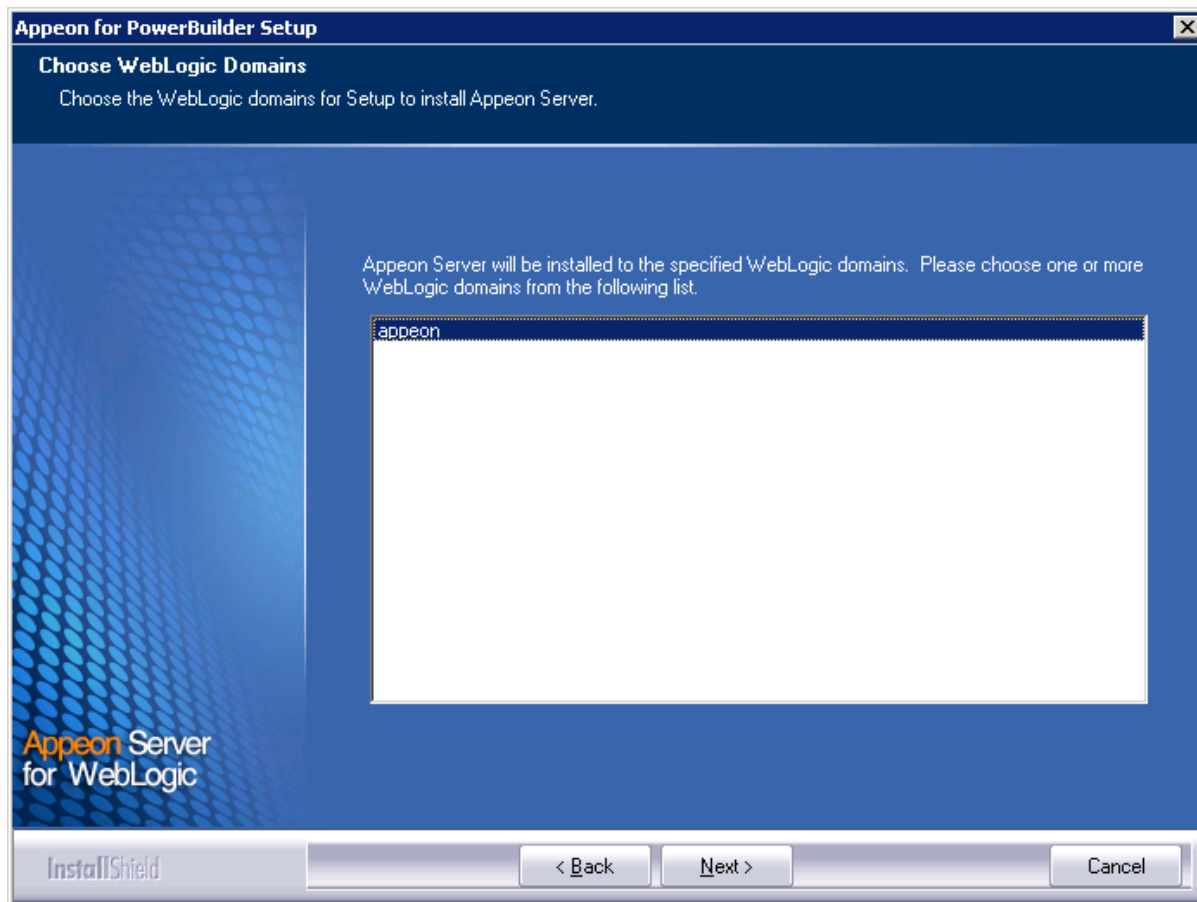 Appeon for PowerBuilder Setup
Choose WebLogic Domains
Choose the WebLogic domains for Setup to install Appeon Server.
Appeon Server will be installed to the specified WebLogic domains. Please choose one or more
WebLogic domains from the following list.
appeon
Appeon Server
for WebLogic
InstallShield
< Back
Next >
Cancel